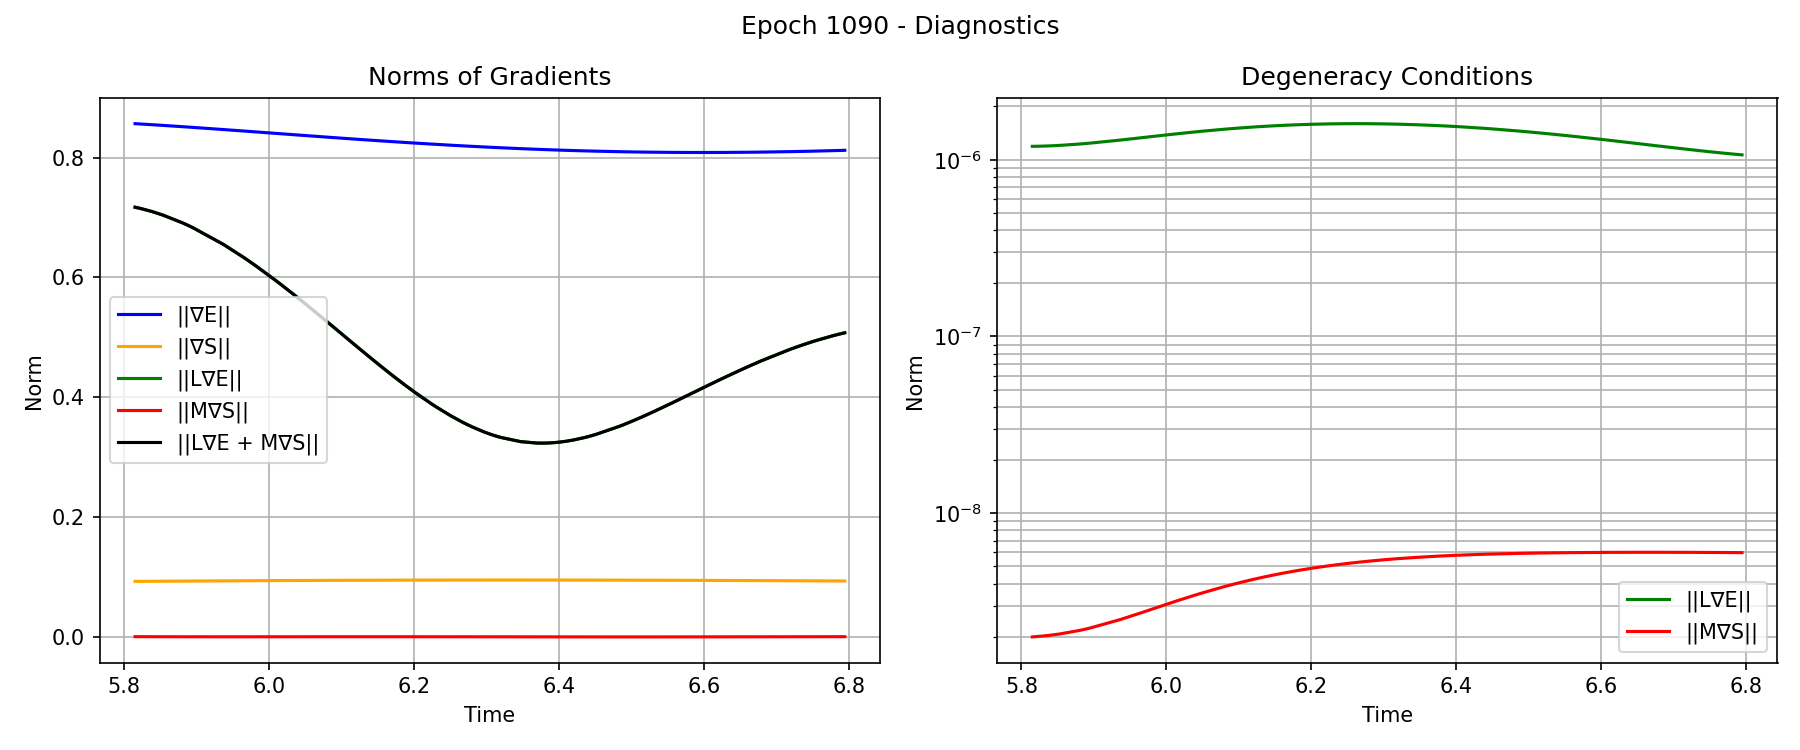 Epoch 1090 - Diagnostics
Norms of Gradients
Norm
0.8
0.6
0.4
0.2
0.0
||∇E||
||∇S||
||L∇E||
||M∇S||
||L∇E + M∇S||
5.8 6.0 6.2 6.4 6.6 6.8
Time
Degeneracy Conditions
Norm
10⁻⁶
10⁻⁷
10⁻⁸
||L∇E||
||M∇S||
5.8 6.0 6.2 6.4 6.6 6.8
Time